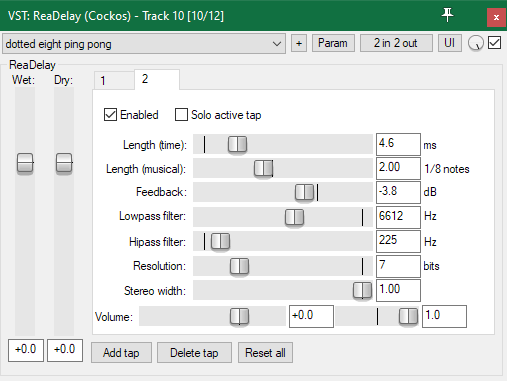 VST: ReaDelay (Cockos) - Track 10 [10/12]
x
dotted eight ping pong + Param 2 in 2 out UI
ReaDelay
Wet: Dry: 1 2
Enabled Solo active tap
Length (time): 4.6 ms
Length (musical): 2.00 1/8 notes
Feedback: -3.8 dB
Lowpass filter: 6612 Hz
Hipass filter: 225 Hz
Resolution: 7 bits
Stereo width: 1.00
Volume: +0.0 1.0
+0.0 +0.0 Add tap Delete tap Reset all